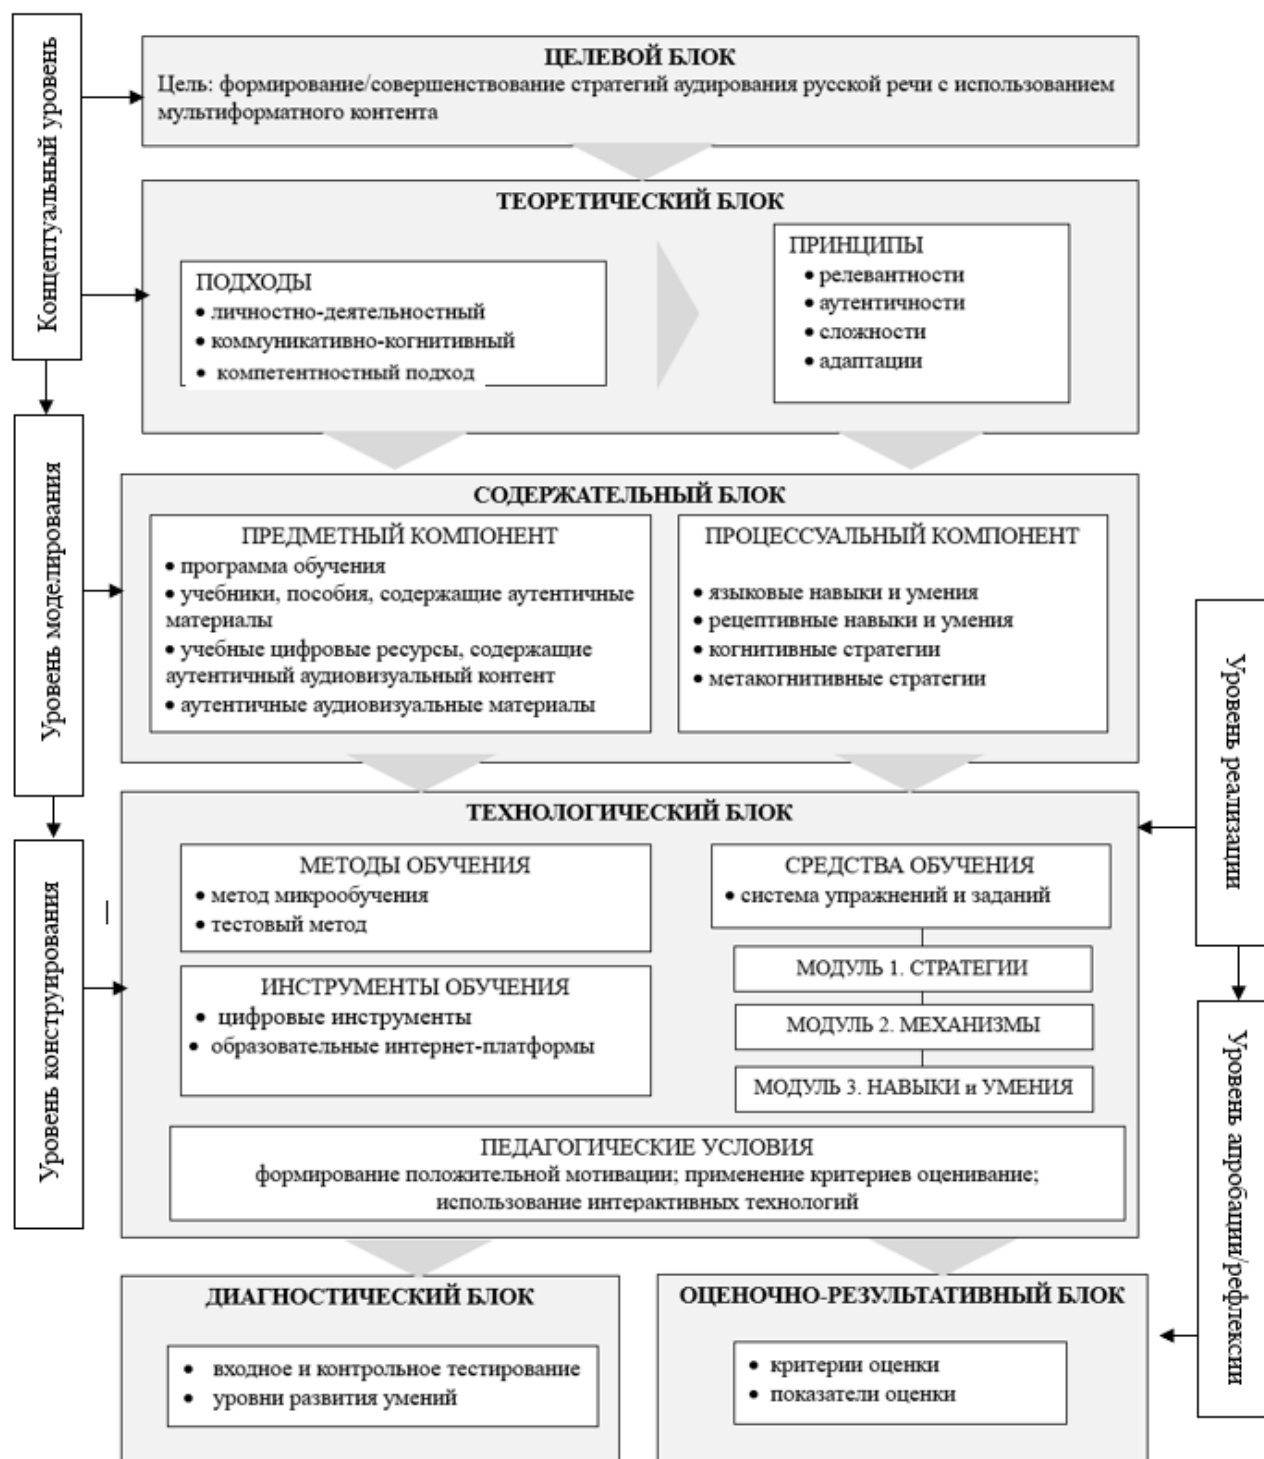 Концептуальный уровень
ЦЕЛЕВОЙ БЛОК
Цель: формирование/совершенствование стратегий аудирования русской речи с использованием
мультиформатного контента
ТЕОРЕТИЧЕСКИЙ БЛОК
ПОДХОДЫ
• личностно-деятельностный
• коммуникативно-когнитивный
• компетентностный подход
ПРИНЦИПЫ
• релевантности
• аутентичности
• сложности
• адаптации
Уровень моделирования
СОДЕРЖАТЕЛЬНЫЙ БЛОК
ПРЕДМЕТНЫЙ КОМПОНЕНТ
• программа обучения
• учебники, пособия, содержащие аутентичные
материалы
• учебные цифровые ресурсы, содержащие
аутентичный аудиовизуальный контент
• аутентичные аудиовизуальные материалы
ПРОЦЕССУАЛЬНЫЙ КОМПОНЕНТ
• языковые навыки и умения
• рецептивные навыки и умения
• когнитивные стратегии
• метакогнитивные стратегии
Уровень реализации
Уровень конструирования
ТЕХНОЛОГИЧЕСКИЙ БЛОК
МЕТОДЫ ОБУЧЕНИЯ
• метод микрообучения
• тестовый метод
ИНСТРУМЕНТЫ ОБУЧЕНИЯ
• цифровые инструменты
• образовательные интернет-платформы
СРЕДСТВА ОБУЧЕНИЯ
• система упражнений и заданий
МОДУЛЬ 1. СТРАТЕГИИ
МОДУЛЬ 2. МЕХАНИЗМЫ
МОДУЛЬ 3. НАВЫКИ и УМЕНИЯ
ПЕДАГОГИЧЕСКИЕ УСЛОВИЯ
формирование положительной мотивации; применение критериев оценивание;
использование интерактивных технологий
Уровень апробации/рефлексии
ДИАГНОСТИЧЕСКИЙ БЛОК
• входное и контрольное тестирование
• уровни развития умений
ОЦЕНОЧНО-РЕЗУЛЬТАТИВНЫЙ БЛОК
• критерии оценки
• показатели оценки